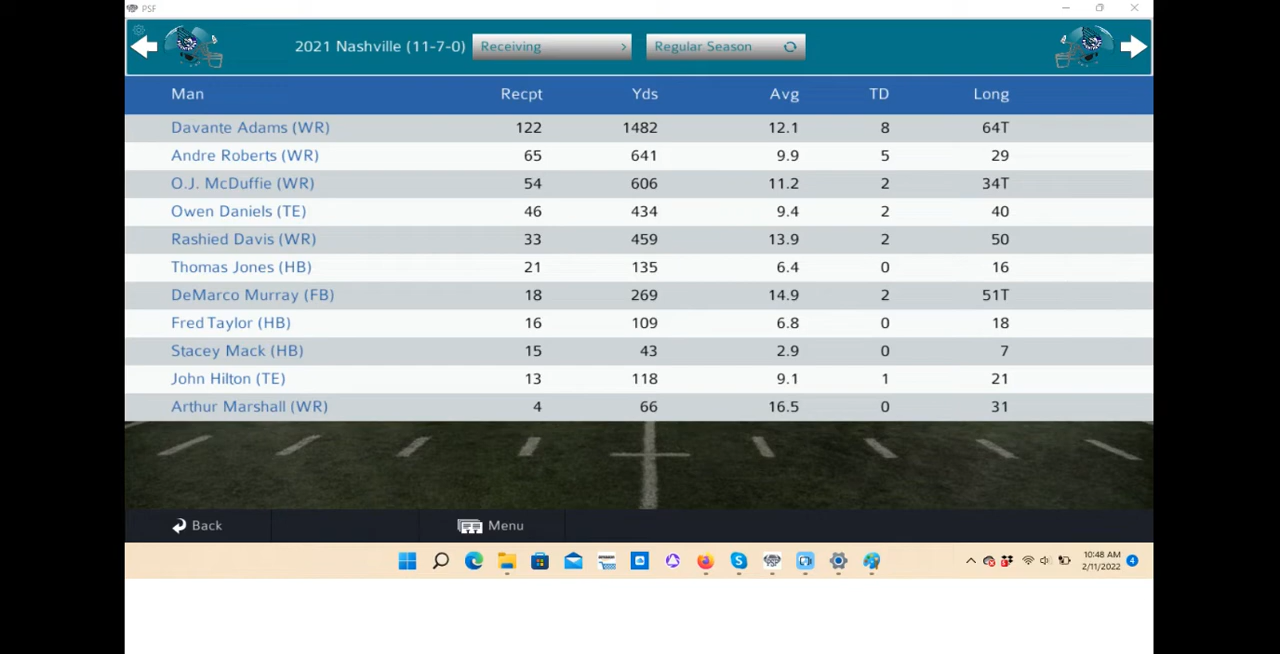 PSF
2021 Nashville (11-7-0) Receiving > Regular Season
Man Recpt Yds Avg TD Long
Davante Adams (WR) 122 1482 12.1 8 64T
Andre Roberts (WR) 65 641 9.9 5 29
O.J. McDuffie (WR) 54 606 11.2 2 34T
Owen Daniels (TE) 46 434 9.4 2 40
Rashied Davis (WR) 33 459 13.9 2 50
Thomas Jones (HB) 21 135 6.4 0 16
DeMarco Murray (FB) 18 269 14.9 2 51T
Fred Taylor (HB) 16 109 6.8 0 18
Stacey Mack (HB) 15 43 2.9 0 7
John Hilton (TE) 13 118 9.1 1 21
Arthur Marshall (WR) 4 66 16.5 0 31
Back Menu
10:48 AM
2/11/2022 4